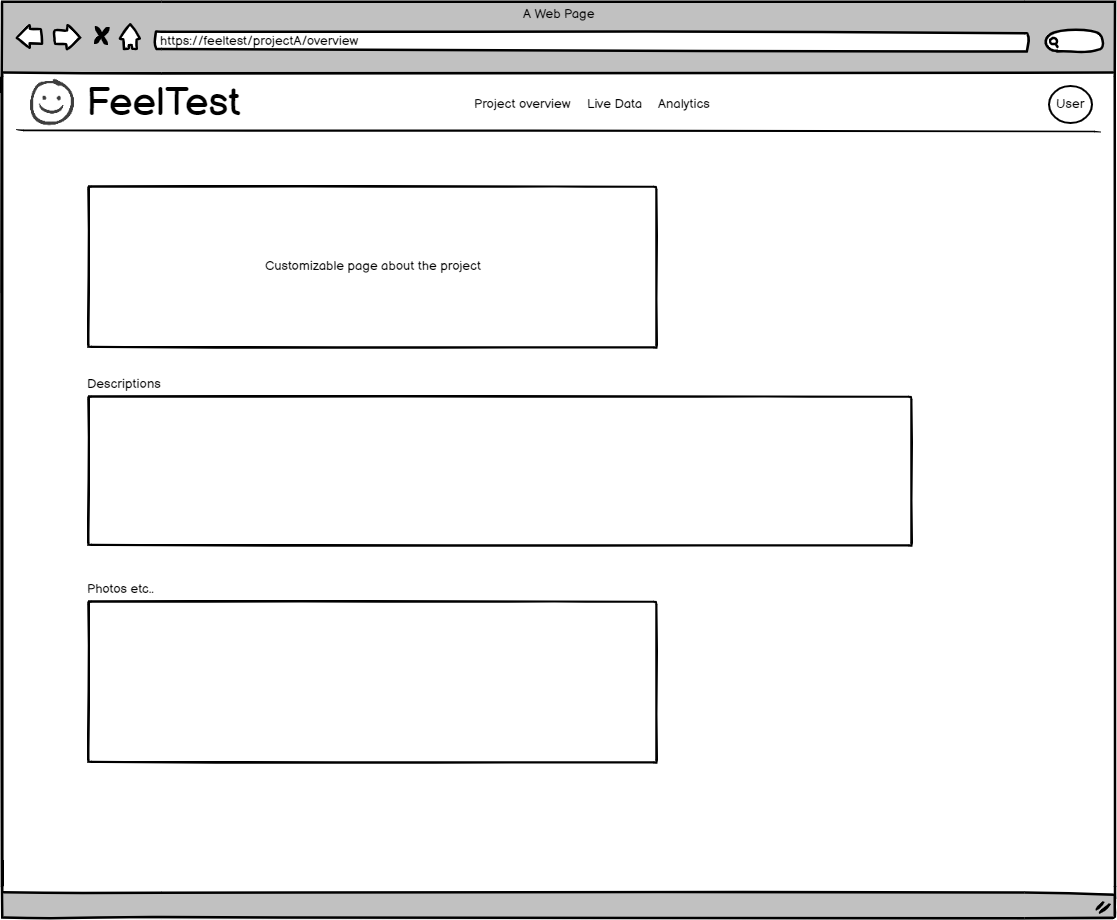 A Web Page
https://feeltest/projectA/overview
FeelTest
Project overview Live Data Analytics
User
Customizable page about the project
Descriptions
Photos etc..